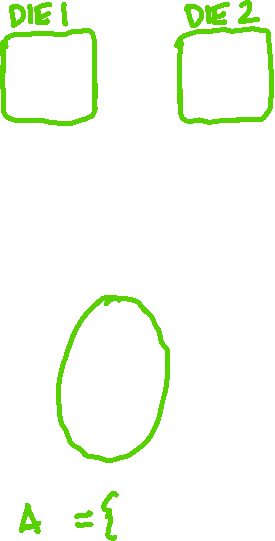 DIE 1 DIE 2
A = {